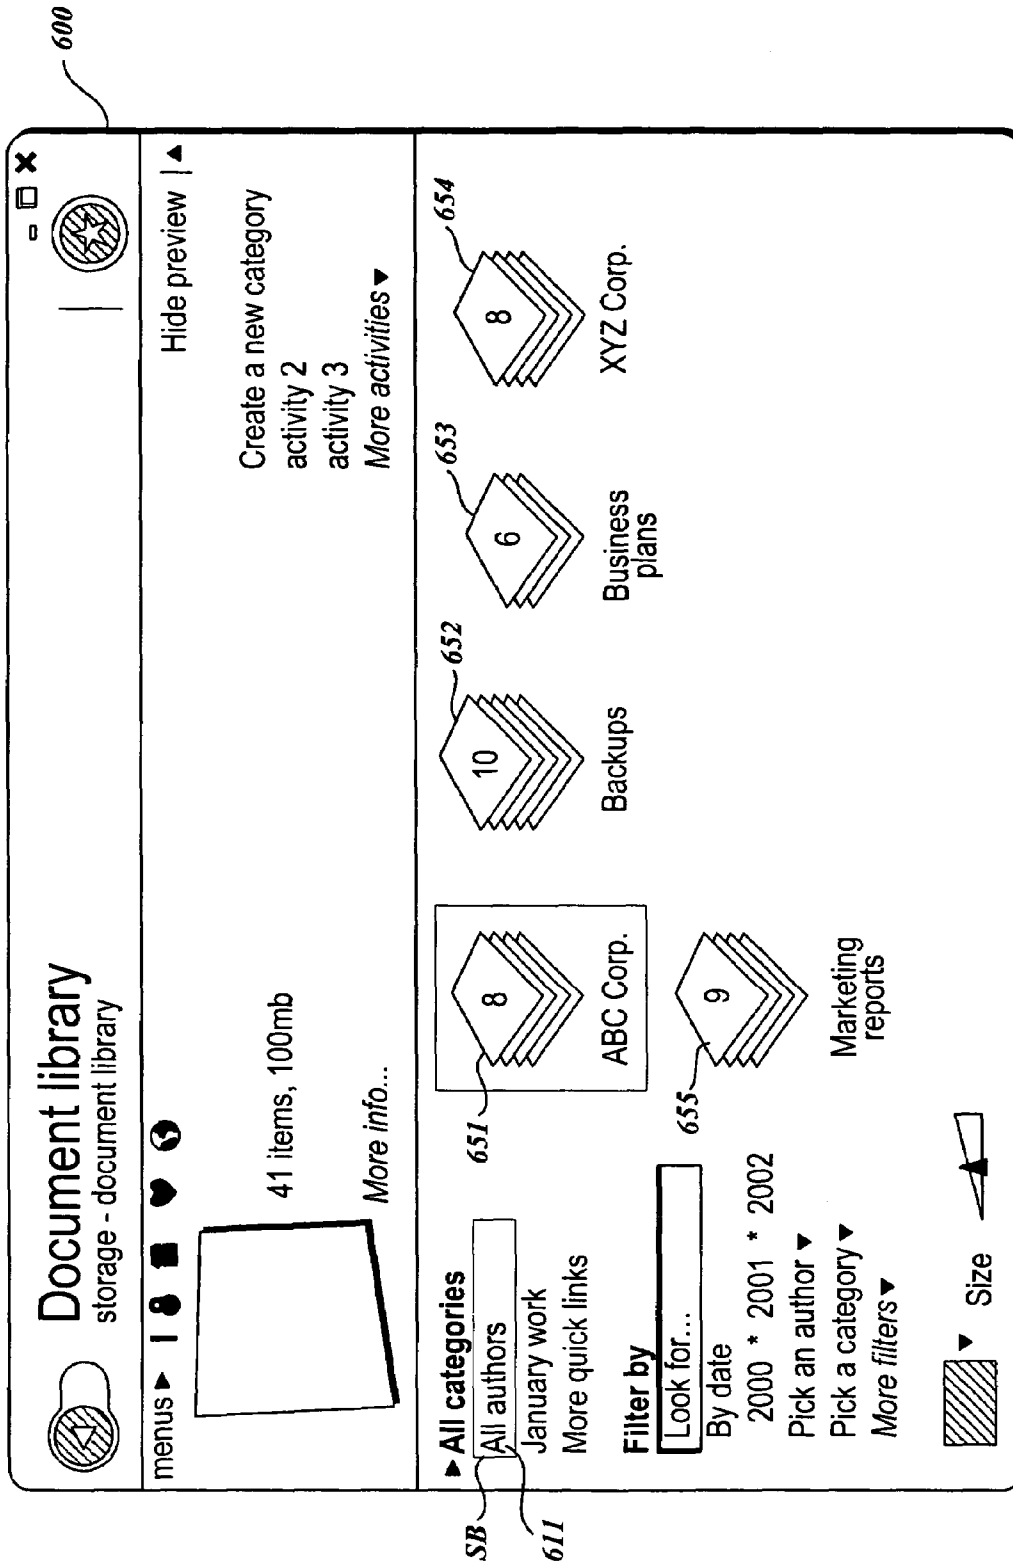 600
Document library
storage - document library
menus
Hide preview
41 items, 100mb
More info...
Create a new category
activity 2
activity 3
More activities
All categories
SB
All authors
611
January work
More quick links
Filter by
Look for...
By date
2000 * 2001 * 2002
Pick an author
Pick a category
More filters
Size
651
8
ABC Corp.
652
10
Backups
653
6
Business
plans
654
8
XYZ Corp.
655
9
Marketing
reports